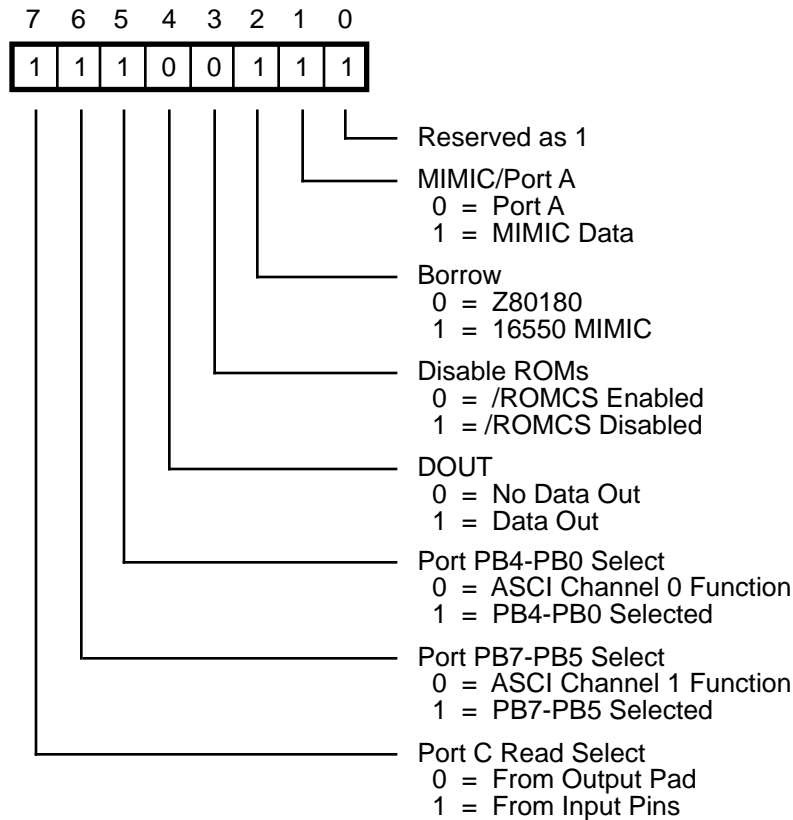 7 6 5 4 3 2 1 0
1 1 1 0 0 1 1 1
Reserved as 1
MIMIC/Port A
0 = Port A
1 = MIMIC Data
Borrow
0 = Z80180
1 = 16550 MIMIC
Disable ROMs
0 = /ROMCS Enabled
1 = /ROMCS Disabled
DOUT
0 = No Data Out
1 = Data Out
Port PB4-PB0 Select
0 = ASCI Channel 0 Function
1 = PB4-PB0 Selected
Port PB7-PB5 Select
0 = ASCI Channel 1 Function
1 = PB7-PB5 Selected
Port C Read Select
0 = From Output Pad
1 = From Input Pins